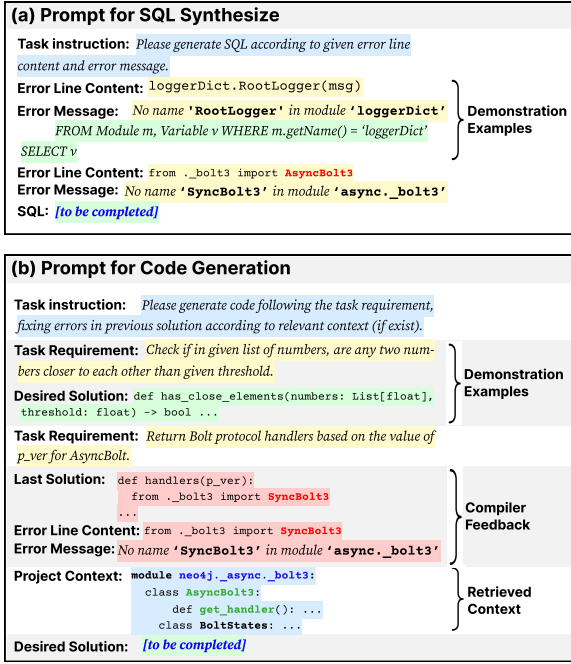 (a) Prompt for SQL Synthesize
Task instruction: Please generate SQL according to given error line
content and error message.
Error Line Content: loggerDict.RootLogger(msg)
Error Message: No name 'RootLogger' in module ‘loggerDict’
FROM Module m, Variable v WHERE m.getName() = ‘loggerDict’
SELECT v
Demonstration
Examples
Error Line Content: from ._bolt3 import AsyncBolt3
Error Message: No name ‘SyncBolt3’ in module ‘async._bolt3’
SQL: [to be completed]
(b) Prompt for Code Generation
Task instruction: Please generate code following the task requirement,
fixing errors in previous solution according to relevant context (if exist).
Task Requirement: Check if in given list of numbers, are any two num-
bers closer to each other than given threshold.
Desired Solution: def has_close_elements(numbers: List[float],
threshold: float) -> bool ...
Demonstration
Examples
Task Requirement: Return Bolt protocol handlers based on the value of
p_ver for AsyncBolt.
Last Solution: def handlers(p_ver):
from ._bolt3 import SyncBolt3
...
Error Line Content: from ._bolt3 import SyncBolt3
Error Message: No name ‘SyncBolt3’ in module ‘async._bolt3’
Compiler
Feedback
Project Context: module neo4j._async._bolt3:
class AsyncBolt3:
def get_handler(): ...
class BoltStates: ...
Retrieved
Context
Desired Solution: [to be completed]